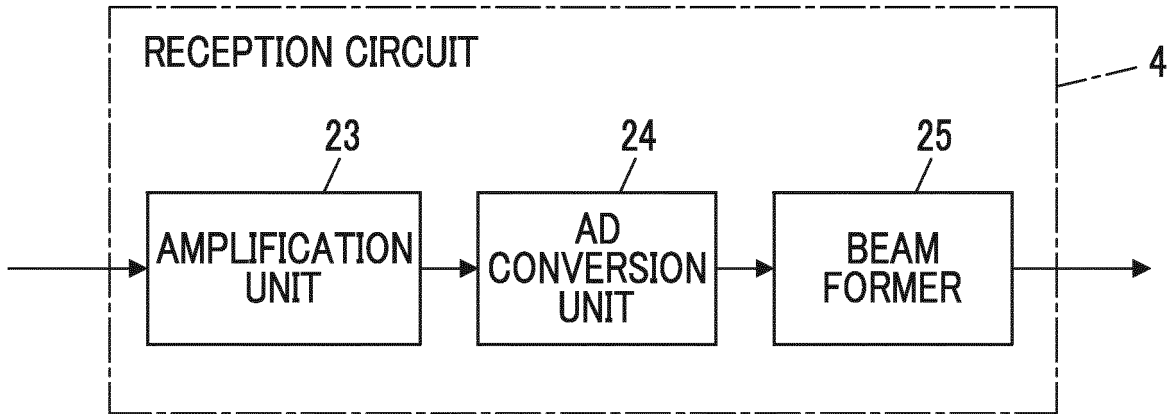 RECEPTION CIRCUIT
4
23
24
25
AMPLIFICATION
UNIT
AD
CONVERSION
UNIT
BEAM
FORMER